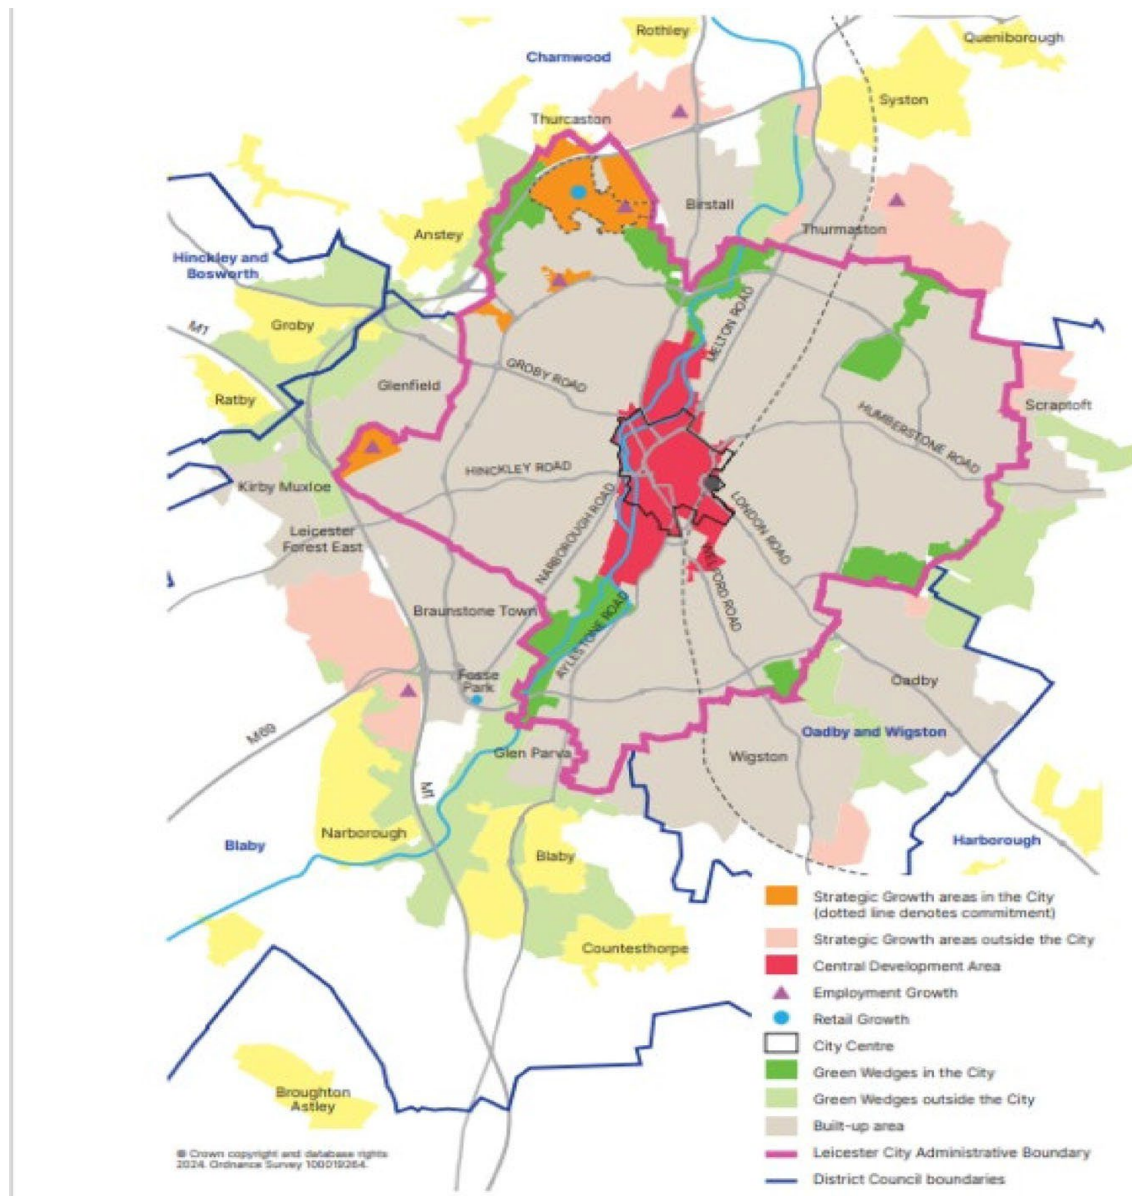 Rothley
Queniborough
Charnwood
Syston
Thurcaston
Birstall
Thurmaston
Anstey
Hinckley and
Bosworth
M1
Groby
MELTON ROAD
GROBY ROAD
Glenfield
Ratby
Scraptoft
HUMBERSTONE ROAD
HINCKLEY ROAD
Kirby Muxloe
NARBOROUGH ROAD
LONDON ROAD
Leicester
Forest East
WELFORD ROAD
Braunstone Town
AYLESTONE ROAD
Fosse
Park
Oadby
M69
Oadby and Wigston
Glen Parva
Wigston
M1
Narborough
Blaby
Blaby
Harborough
Countesthorpe
Broughton
Astley
Strategic Growth areas in the City
(dotted line denotes commitment)
Strategic Growth areas outside the City
Central Development Area
Employment Growth
Retail Growth
City Centre
Green Wedges in the City
Green Wedges outside the City
Built-up area
Leicester City Administrative Boundary
District Council boundaries
© Crown copyright and database rights
2024. Ordnance Survey 100019264.